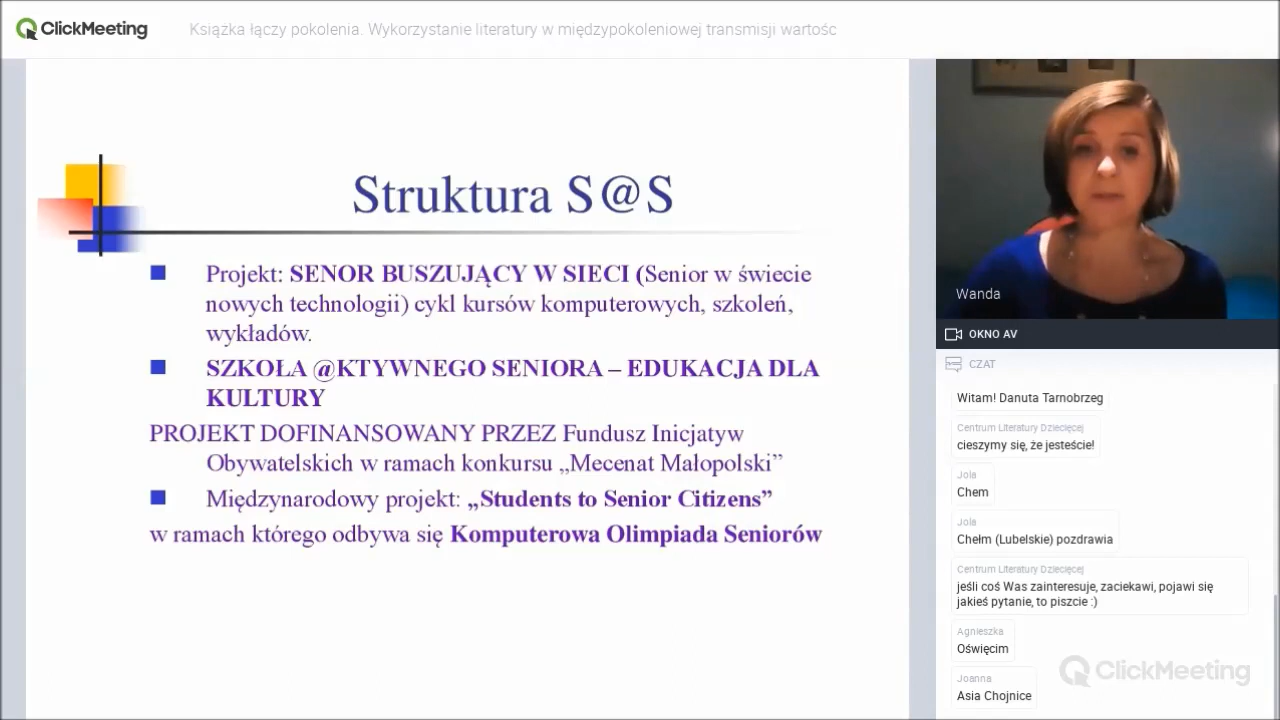 ClickMeeting
Książka łączy pokolenia. Wykorzystanie literatury w międzypokoleniowej transmisji wartośc
Struktura S@S
Projekt: SENOR BUSZUJĄCY W SIECI (Senior w świecie
nowych technologii) cykl kursów komputerowych, szkoleń,
wykładów.
SZKOŁA @KTYWNEGO SENIORA – EDUKACJA DLA
KULTURY
PROJEKT DOFINANSOWANY PRZEZ Fundusz Inicjatyw
Obywatelskich w ramach konkursu „Mecenat Małopolski”
Międzynarodowy projekt: „Students to Senior Citizens”
w ramach którego odbywa się Komputerowa Olimpiada Seniorów
Wanda
OKNO AV
CZAT
Witam! Danuta Tarnobrzeg
Centrum Literatury Dziecięcej
cieszymy się, że jesteście!
Jola
Chem
Jola
Chełm (Lubelskie) pozdrawia
Centrum Literatury Dziecięcej
jeśli coś Was zainteresuje, zaciekawi, pojawi się
jakieś pytanie, to piszcie :)
Agnieszka
Oświęcim
Joanna
Asia Chojnice
ClickMeeting